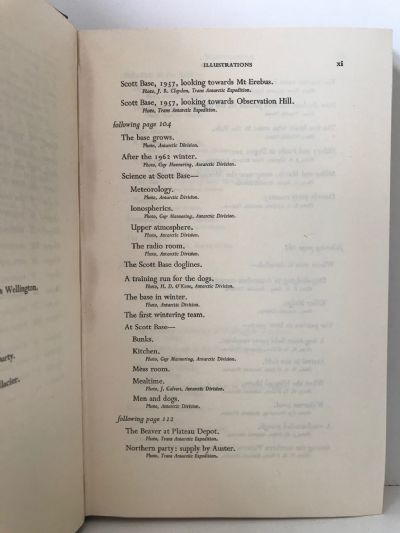 ILLUSTRATIONS xi
Scott Base, 1957, looking towards Mt Erebus.
Photo, J. R. Claydon, Trans Antarctic Expedition.
Scott Base, 1957, looking towards Observation Hill.
Photo, Trans Antarctic Expedition.
following page 104
The base grows.
Photo, Antarctic Division.
After the 1962 winter.
Photo, Guy Mannering, Antarctic Division.
Science at Scott Base—
Meteorology.
Photo, Antarctic Division.
Ionospherics.
Photo, Guy Mannering, Antarctic Division.
Upper atmosphere.
Photo, Antarctic Division.
The radio room.
Photo, Antarctic Division.
The Scott Base doglines.
A training run for the dogs.
Photo, H. D. O'Kane, Antarctic Division.
The base in winter.
Photo, Antarctic Division.
The first wintering team.
At Scott Base—
Bunks.
Kitchen.
Photo, Guy Mannering, Antarctic Division.
Mess room.
Mealtime.
Photo, J. Calvert, Antarctic Division.
Men and dogs.
Photo, Antarctic Division.
following page 112
The Beaver at Plateau Depot.
Photo, Trans Antarctic Expedition.
Northern party: supply by Auster.
Photo, Trans Antarctic Expedition.
Wellington.
party.